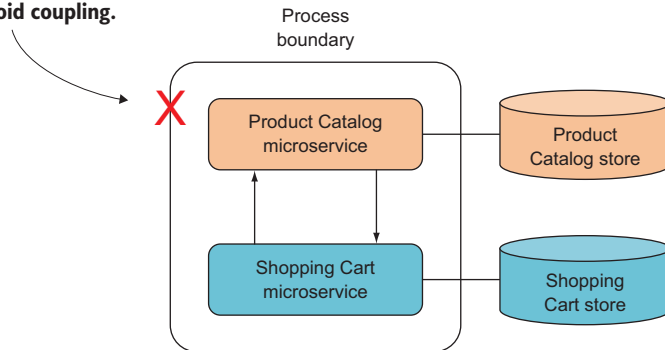 oid coupling.
Process
boundary
X
Product Catalog
microservice
Product
Catalog store
Shopping Cart
microservice
Shopping
Cart store